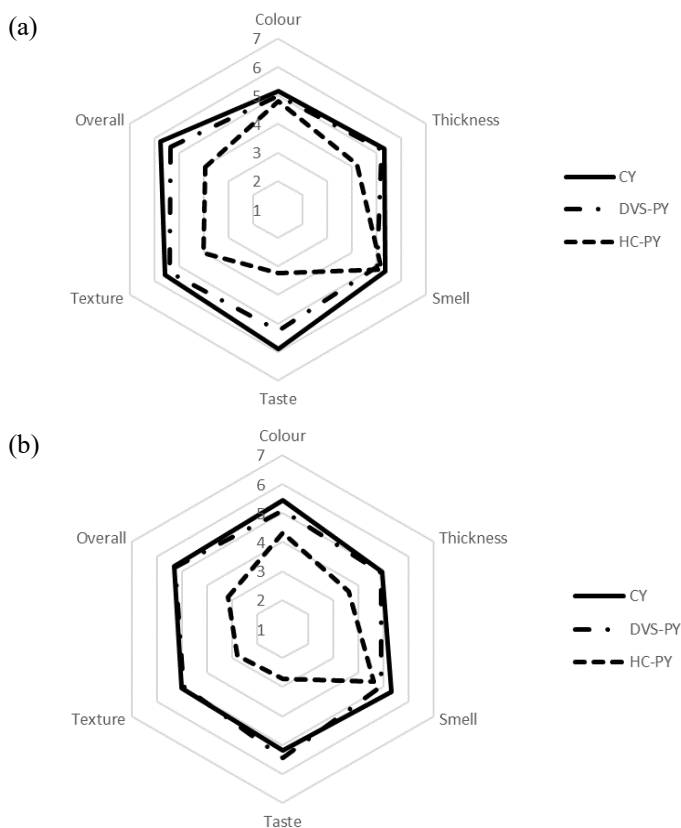 (a)
Colour
7
6
5
4
3
2
1
Overall
Thickness
Texture
Smell
Taste
CY
DVS-PY
HC-PY
(b)
Colour
7
6
5
4
3
2
1
Overall
Thickness
Texture
Smell
Taste
CY
DVS-PY
HC-PY